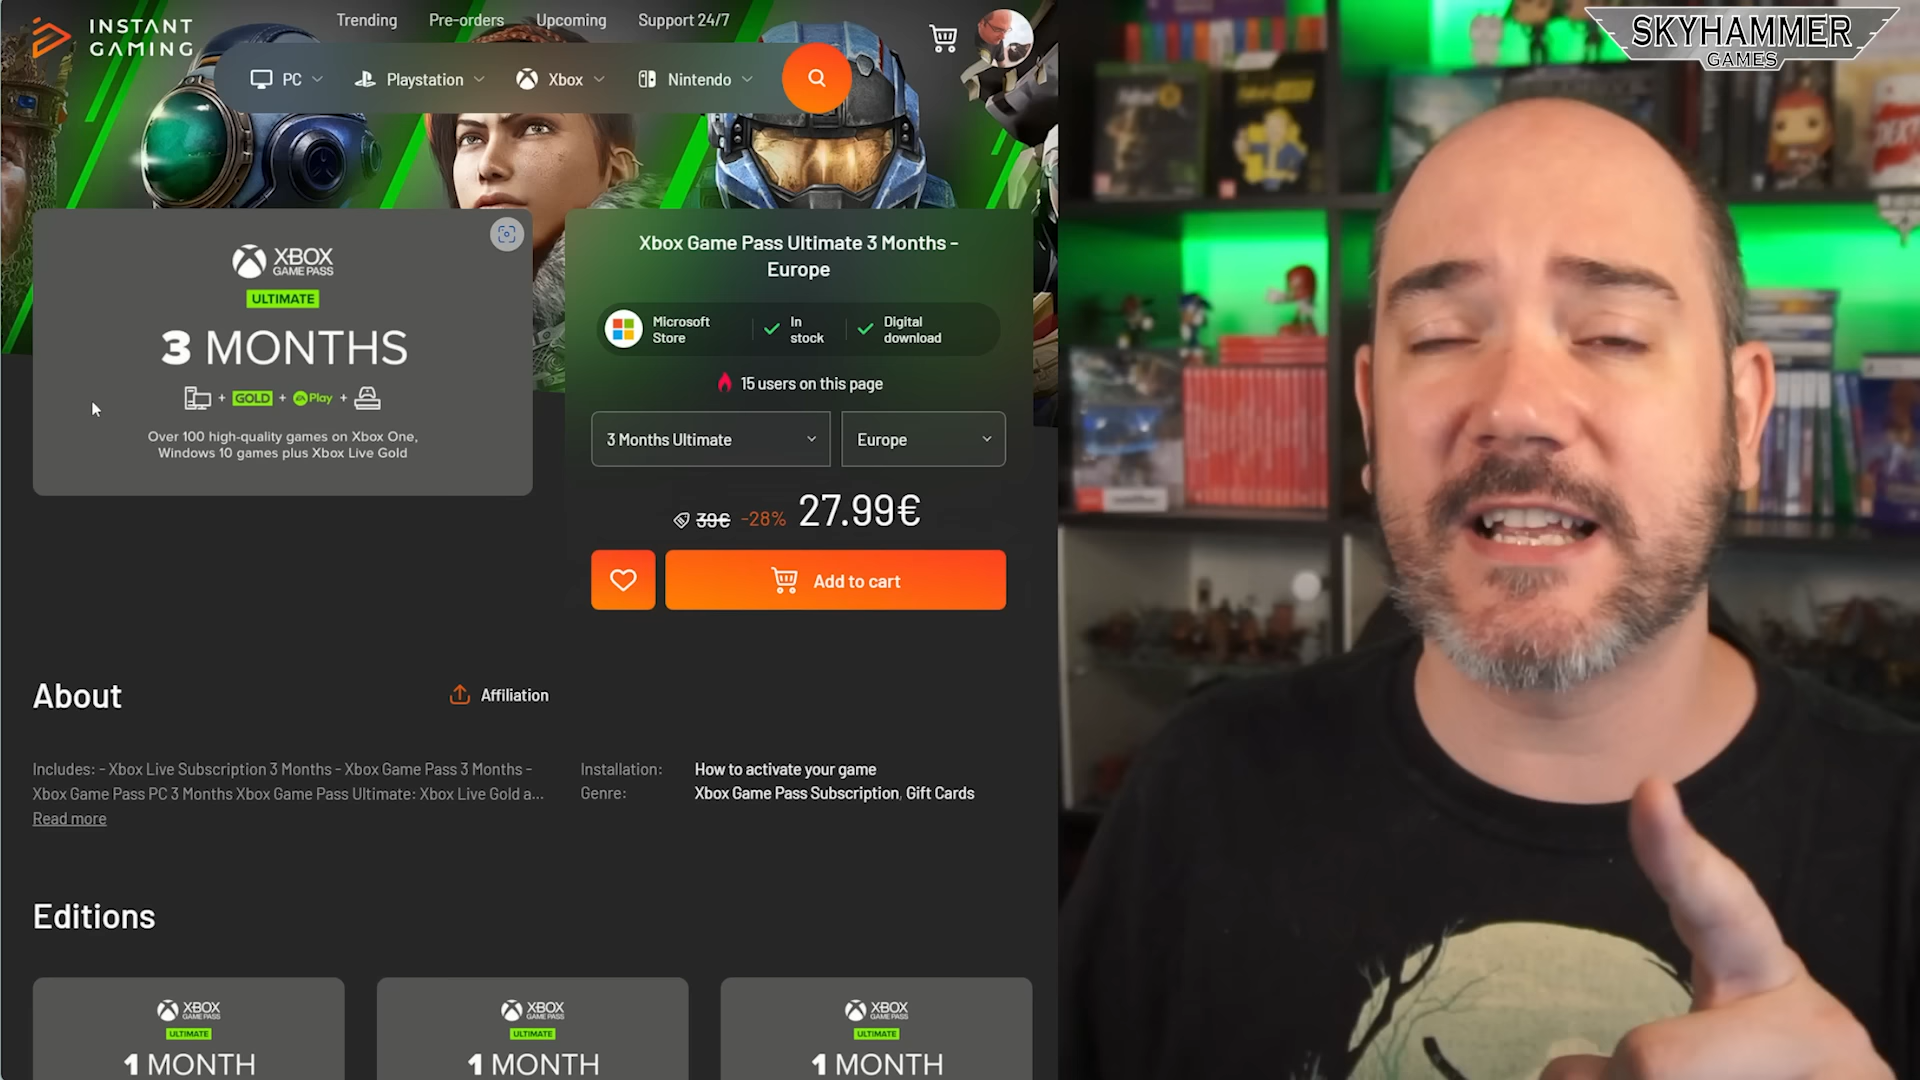 INSTANT
GAMING
Trending
Pre-orders
Upcoming
Support 24/7
PC
Playstation
Xbox
Nintendo
SKYHAMMER
GAMES
XBOX
GAME PASS
ULTIMATE
3 MONTHS
+ GOLD + EA Play +
Over 100 high-quality games on Xbox One,
Windows 10 games plus Xbox Live Gold
Xbox Game Pass Ultimate 3 Months -
Europe
Microsoft
Store
In
stock
Digital
download
15 users on this page
3 Months Ultimate
Europe
39€ -28% 27.99€
Add to cart
About
Affiliation
Includes: - Xbox Live Subscription 3 Months - Xbox Game Pass 3 Months -
Xbox Game Pass PC 3 Months Xbox Game Pass Ultimate: Xbox Live Gold a...
Read more
Installation: How to activate your game
Genre: Xbox Game Pass Subscription, Gift Cards
Editions
XBOX
GAME PASS
ULTIMATE
1 MONTH
XBOX
GAME PASS
ULTIMATE
1 MONTH
XBOX
GAME PASS
ULTIMATE
1 MONTH